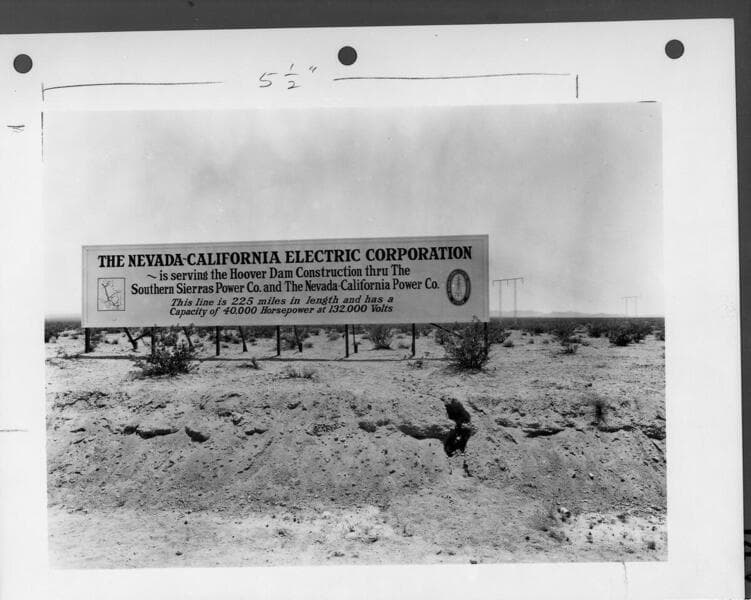 5 1/2"
THE NEVADA-CALIFORNIA ELECTRIC CORPORATION
~ is serving the Hoover Dam Construction thru The
Southern Sierras Power Co. and The Nevada-California Power Co.
This line is 225 miles in length and has a
Capacity of 40,000 Horsepower at 132,000 Volts